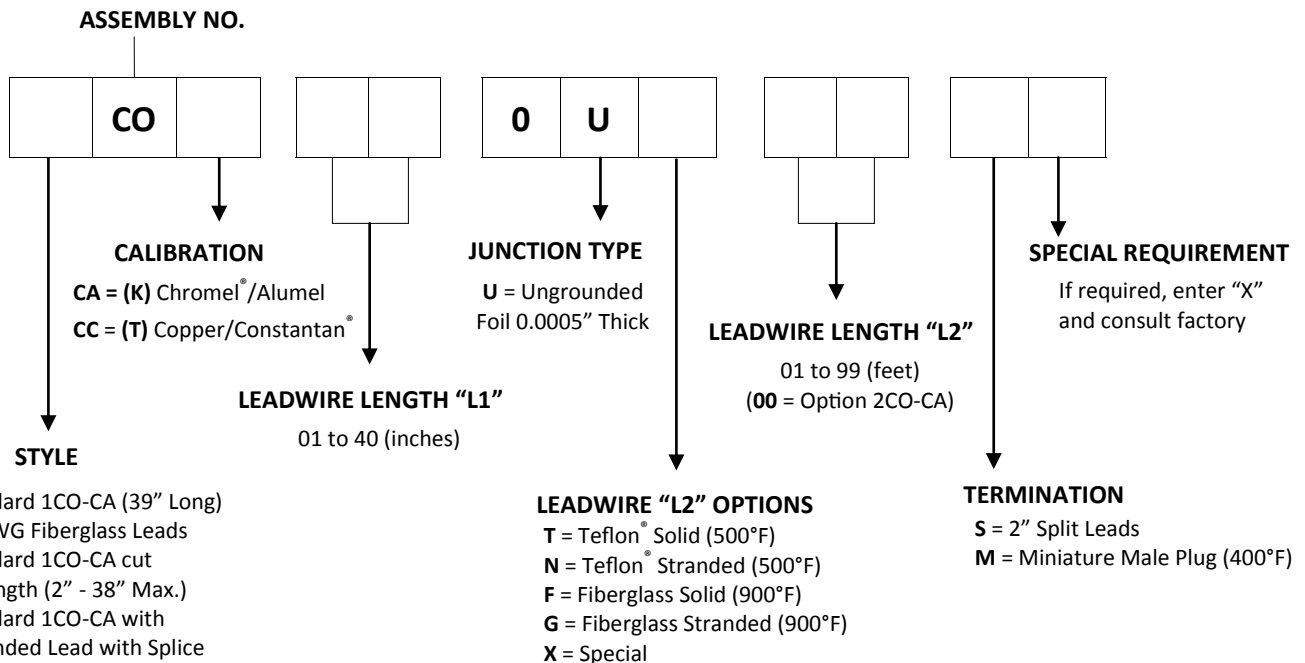 ASSEMBLY NO.
CO
0 U
CALIBRATION
CA = (K) Chromel®/Alumel
CC = (T) Copper/Constantan®
JUNCTION TYPE
U = Ungrounded
Foil 0.0005” Thick
SPECIAL REQUIREMENT
If required, enter “X”
and consult factory
LEADWIRE LENGTH “L2”
01 to 99 (feet)
(00 = Option 2CO-CA)
LEADWIRE LENGTH “L1”
01 to 40 (inches)
STYLE
1CO-CA (39” Long)
Fiberglass Leads
1CO-CA cut
(2” - 38” Max.)
1CO-CA with
Lead with Splice
LEADWIRE “L2” OPTIONS
T = Teflon® Solid (500°F)
N = Teflon® Stranded (500°F)
F = Fiberglass Solid (900°F)
G = Fiberglass Stranded (900°F)
X = Special
TERMINATION
S = 2” Split Leads
M = Miniature Male Plug (400°F)